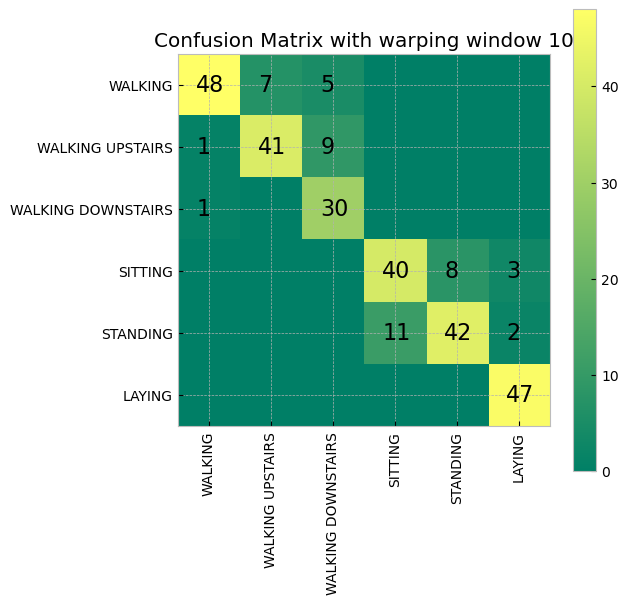 Confusion Matrix with warping window 10
WALKING 48 7 5
WALKING UPSTAIRS 1 41 9
WALKING DOWNSTAIRS 1 30
SITTING 40 8 3
STANDING 11 42 2
LAYING 47
WALKING
WALKING UPSTAIRS
WALKING DOWNSTAIRS
SITTING
STANDING
LAYING
40
30
20
10
0